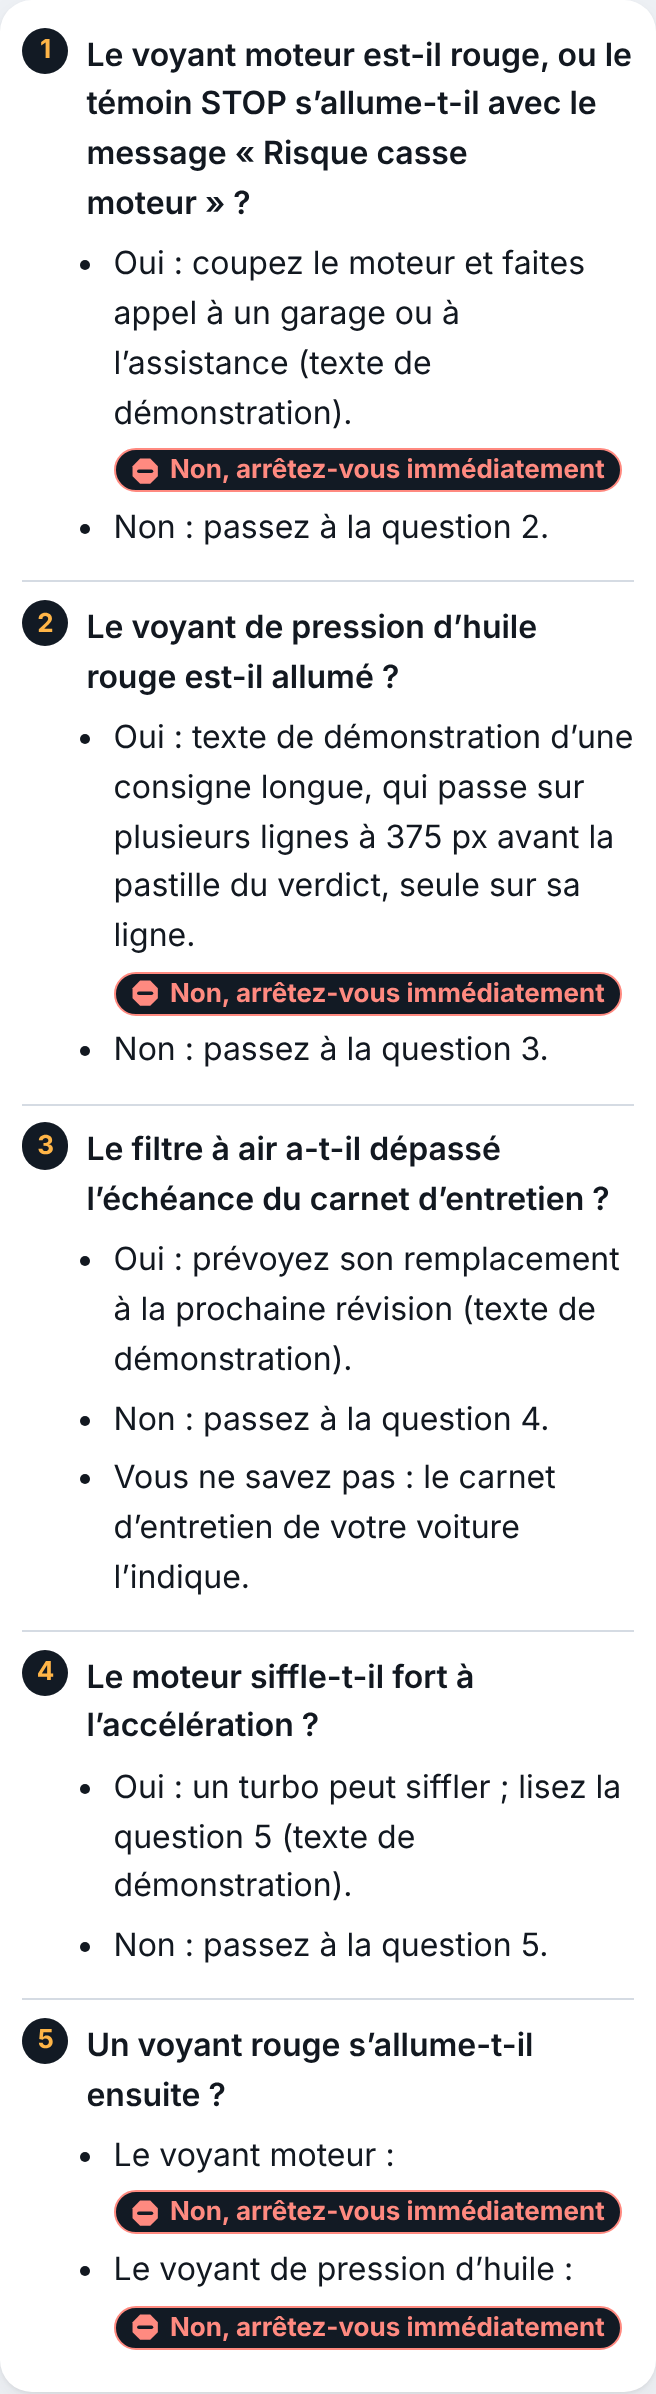 1
Le voyant moteur est-il rouge, ou le
témoin STOP s’allume-t-il avec le
message « Risque casse
moteur » ?
• Oui : coupez le moteur et faites
appel à un garage ou à
l’assistance (texte de
démonstration).
Non, arrêtez-vous immédiatement
• Non : passez à la question 2.
2
Le voyant de pression d’huile
rouge est-il allumé ?
• Oui : texte de démonstration d’une
consigne longue, qui passe sur
plusieurs lignes à 375 px avant la
pastille du verdict, seule sur sa
ligne.
Non, arrêtez-vous immédiatement
• Non : passez à la question 3.
3
Le filtre à air a-t-il dépassé
l’échéance du carnet d’entretien ?
• Oui : prévoyez son remplacement
à la prochaine révision (texte de
démonstration).
• Non : passez à la question 4.
• Vous ne savez pas : le carnet
d’entretien de votre voiture
l’indique.
4
Le moteur siffle-t-il fort à
l’accélération ?
• Oui : un turbo peut siffler ; lisez la
question 5 (texte de
démonstration).
• Non : passez à la question 5.
5
Un voyant rouge s’allume-t-il
ensuite ?
• Le voyant moteur :
Non, arrêtez-vous immédiatement
• Le voyant de pression d’huile :
Non, arrêtez-vous immédiatement